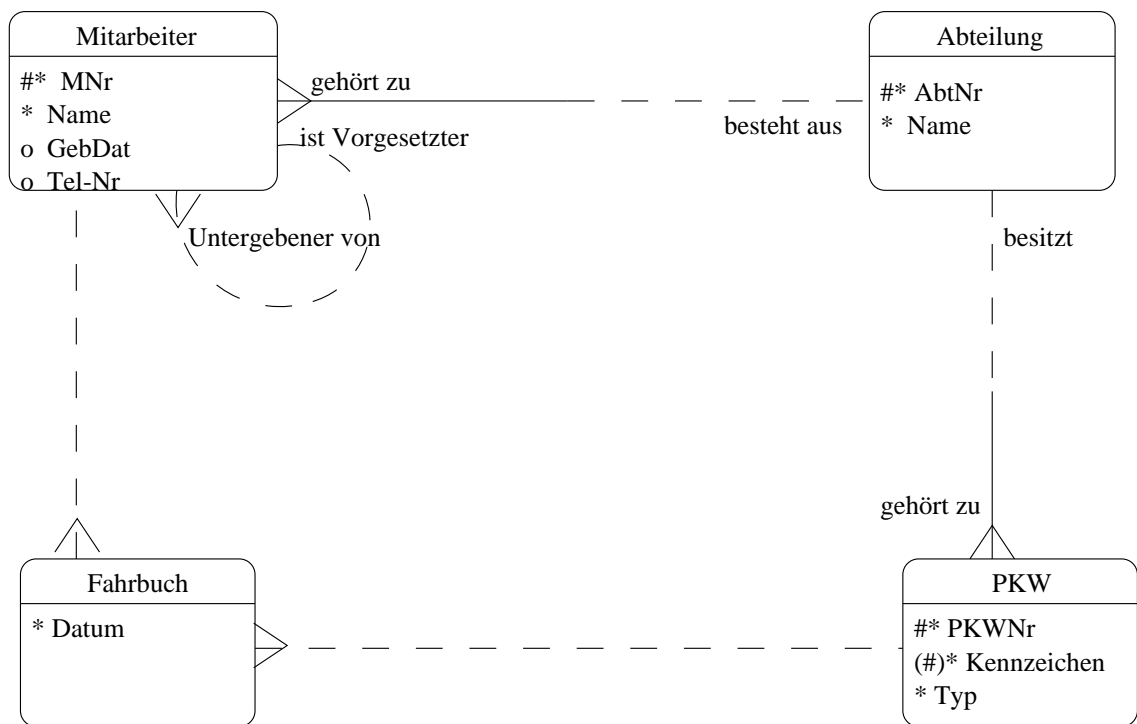 Mitarbeiter
#* MNr
* Name
o GebDat
o Tel-Nr
gehört zu
besteht aus
ist Vorgesetzter
Untergebener von
Abteilung
#* AbtNr
* Name
besitzt
gehört zu
Fahrbuch
* Datum
PKW
#* PKWNr
(#)* Kennzeichen
* Typ